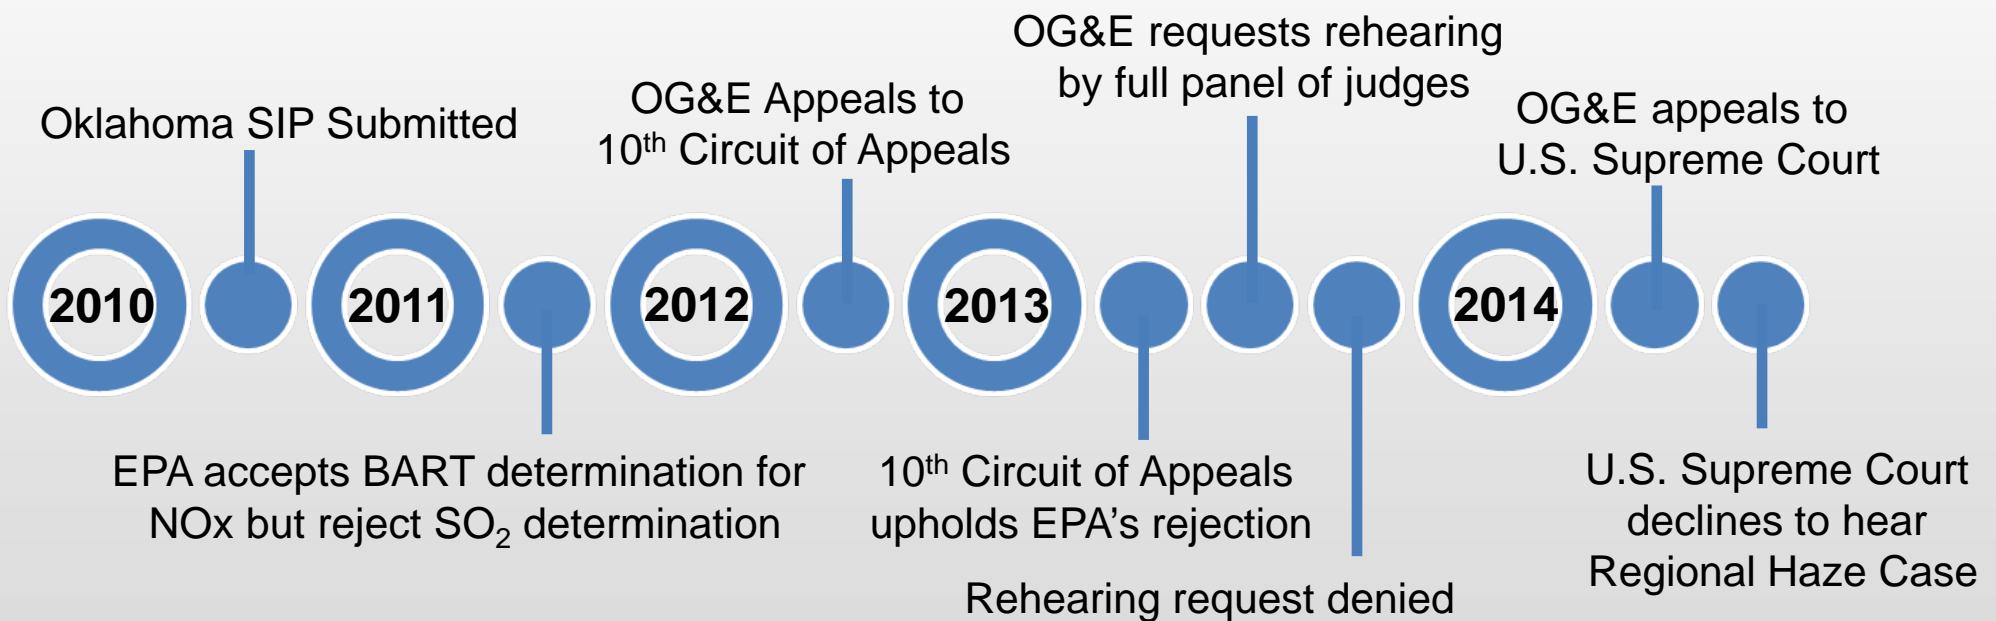 OG&E requests rehearing
by full panel of judges
Oklahoma SIP Submitted
OG&E Appeals to
10th Circuit of Appeals
OG&E appeals to
U.S. Supreme Court
2010
2011
2012
2013
2014
EPA accepts BART determination for
NOx but reject SO₂ determination
10th Circuit of Appeals
upholds EPA’s rejection
Rehearing request denied
U.S. Supreme Court
declines to hear
Regional Haze Case